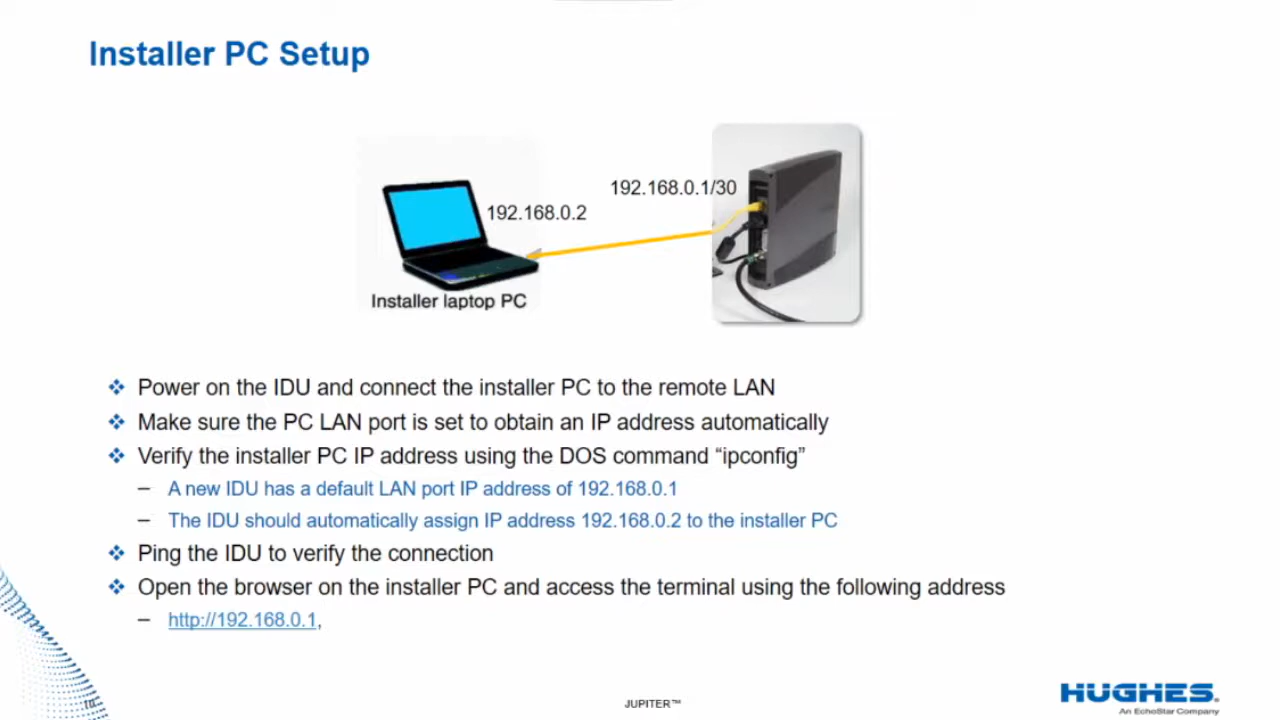 Installer PC Setup
192.168.0.1/30
192.168.0.2
Installer laptop PC
Power on the IDU and connect the installer PC to the remote LAN
Make sure the PC LAN port is set to obtain an IP address automatically
Verify the installer PC IP address using the DOS command “ipconfig”
– A new IDU has a default LAN port IP address of 192.168.0.1
– The IDU should automatically assign IP address 192.168.0.2 to the installer PC
Ping the IDU to verify the connection
Open the browser on the installer PC and access the terminal using the following address
– http://192.168.0.1,
JUPITER™
HUGHES.
An EchoStar Company